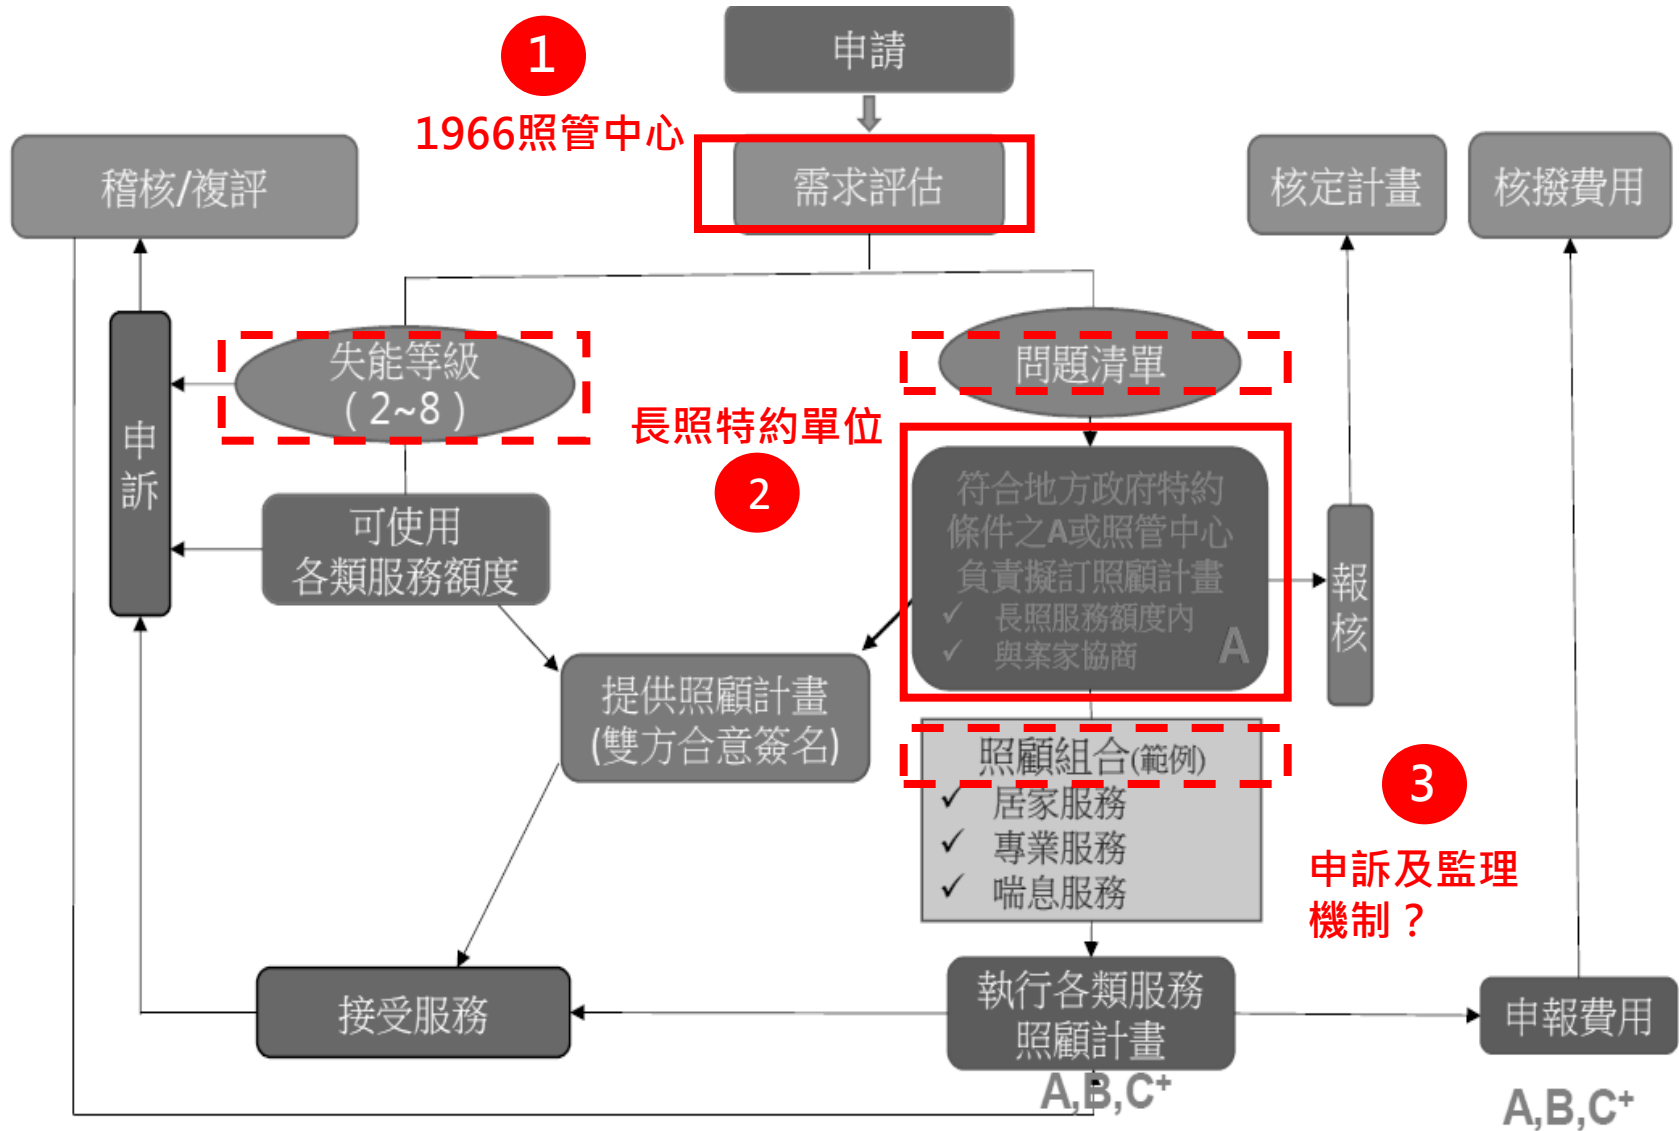 申請
1
1966照管中心
稽核/複評
需求評估
核定計畫
核撥費用
失能等級
（2~8）
問題清單
長照特約單位
2
申
訴
可使用
各類服務額度
符合地方政府特約
條件之A或照管中心
負責擬訂照顧計畫
✓ 長照服務額度內
✓ 與案家協商
A
報
核
提供照顧計畫
(雙方合意簽名)
照顧組合(範例)
✓ 居家服務
✓ 專業服務
✓ 喘息服務
3
申訴及監理
機制？
接受服務
執行各類服務
照顧計畫
A,B,C+
申報費用
A,B,C+